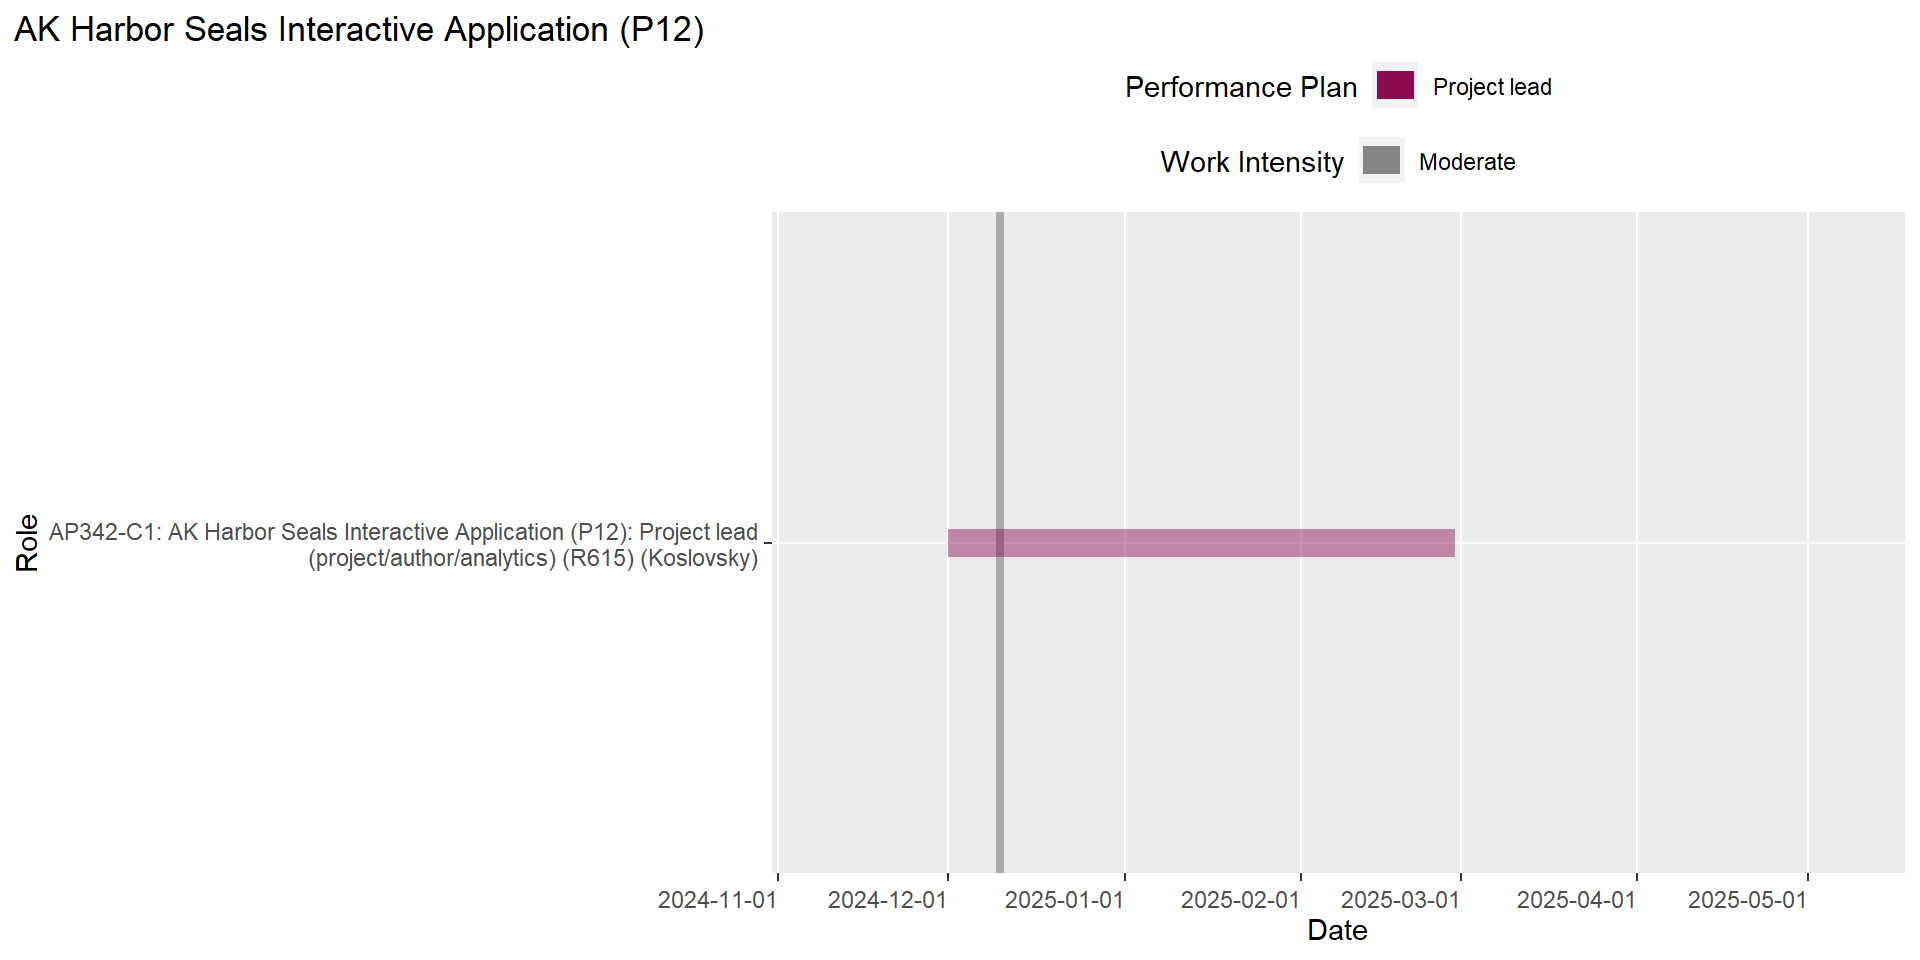 AK Harbor Seals Interactive Application (P12)
Performance Plan
Project lead
Work Intensity
Moderate
Role
AP342-C1: AK Harbor Seals Interactive Application (P12): Project lead
(project/author/analytics) (R615) (Koslovsky)
2024-11-01
2024-12-01
2025-01-01
2025-02-01
2025-03-01
2025-04-01
2025-05-01
Date